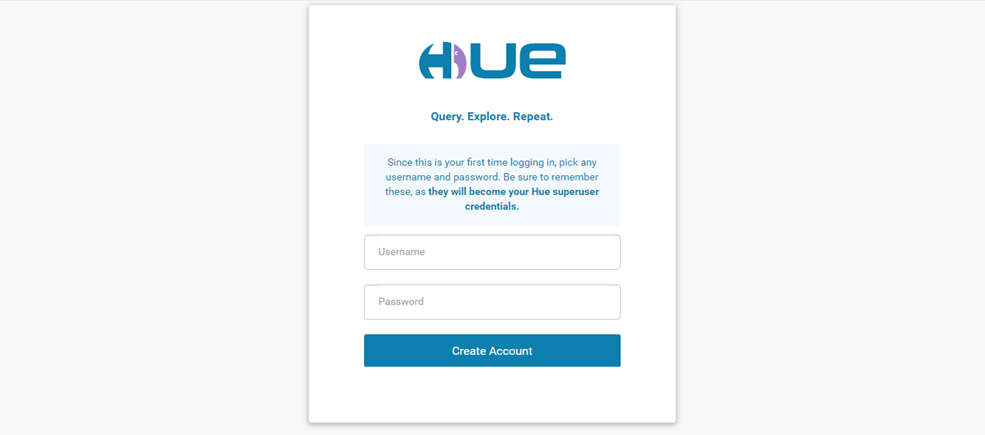 HUE
Query. Explore. Repeat.
Since this is your first time logging in, pick any
username and password. Be sure to remember
these, as they will become your Hue superuser
credentials.
Username
Password
Create Account